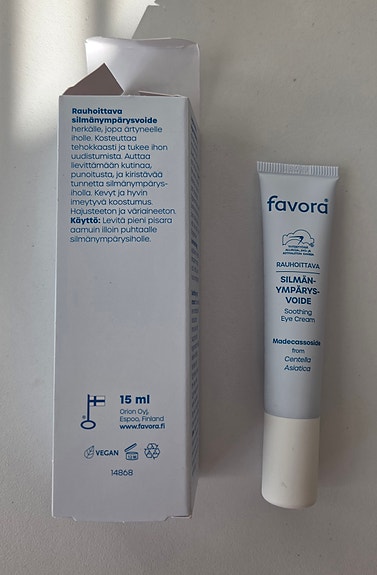 Rauhoittava
silmänympärysvoide
herkälle, jopa ärtyneelle
iholle. Kosteuttaa
tehokkaasti ja tukee ihon
uudistumista. Auttaa
lievittämään kutinaa,
punoitusta, ja kiristävää
tunnetta silmänympärys-
iholla. Kevyt ja hyvin
imeytyvä koostumus.
Hajusteeton ja väriaineeton.
Käyttö: Levitä pieni pisara
aamuin illoin puhtaalle
silmänympärysiholle.
15 ml
Orion Oyj,
Espoo, Finland
www.favora.fi
VEGAN
12 M
14868
favora®
RAUHOITTAVA
SILMÄN-
YMPÄRYS-
VOIDE
Soothing
Eye Cream
Madecassoside
from
Centella
Asiatica